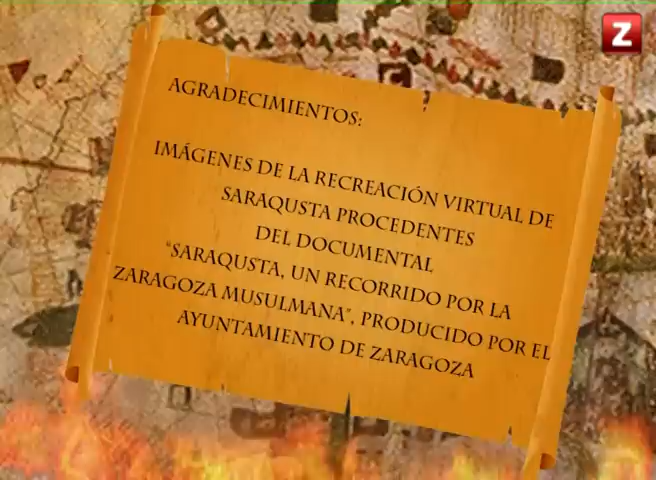 Z
AGRADECIMIENTOS:
IMÁGENES DE LA RECREACIÓN VIRTUAL DE
SARAQUSTA PROCEDENTES
DEL DOCUMENTAL
"SARAQUSTA, UN RECORRIDO POR LA
ZARAGOZA MUSULMANA", PRODUCIDO POR EL
AYUNTAMIENTO DE ZARAGOZA